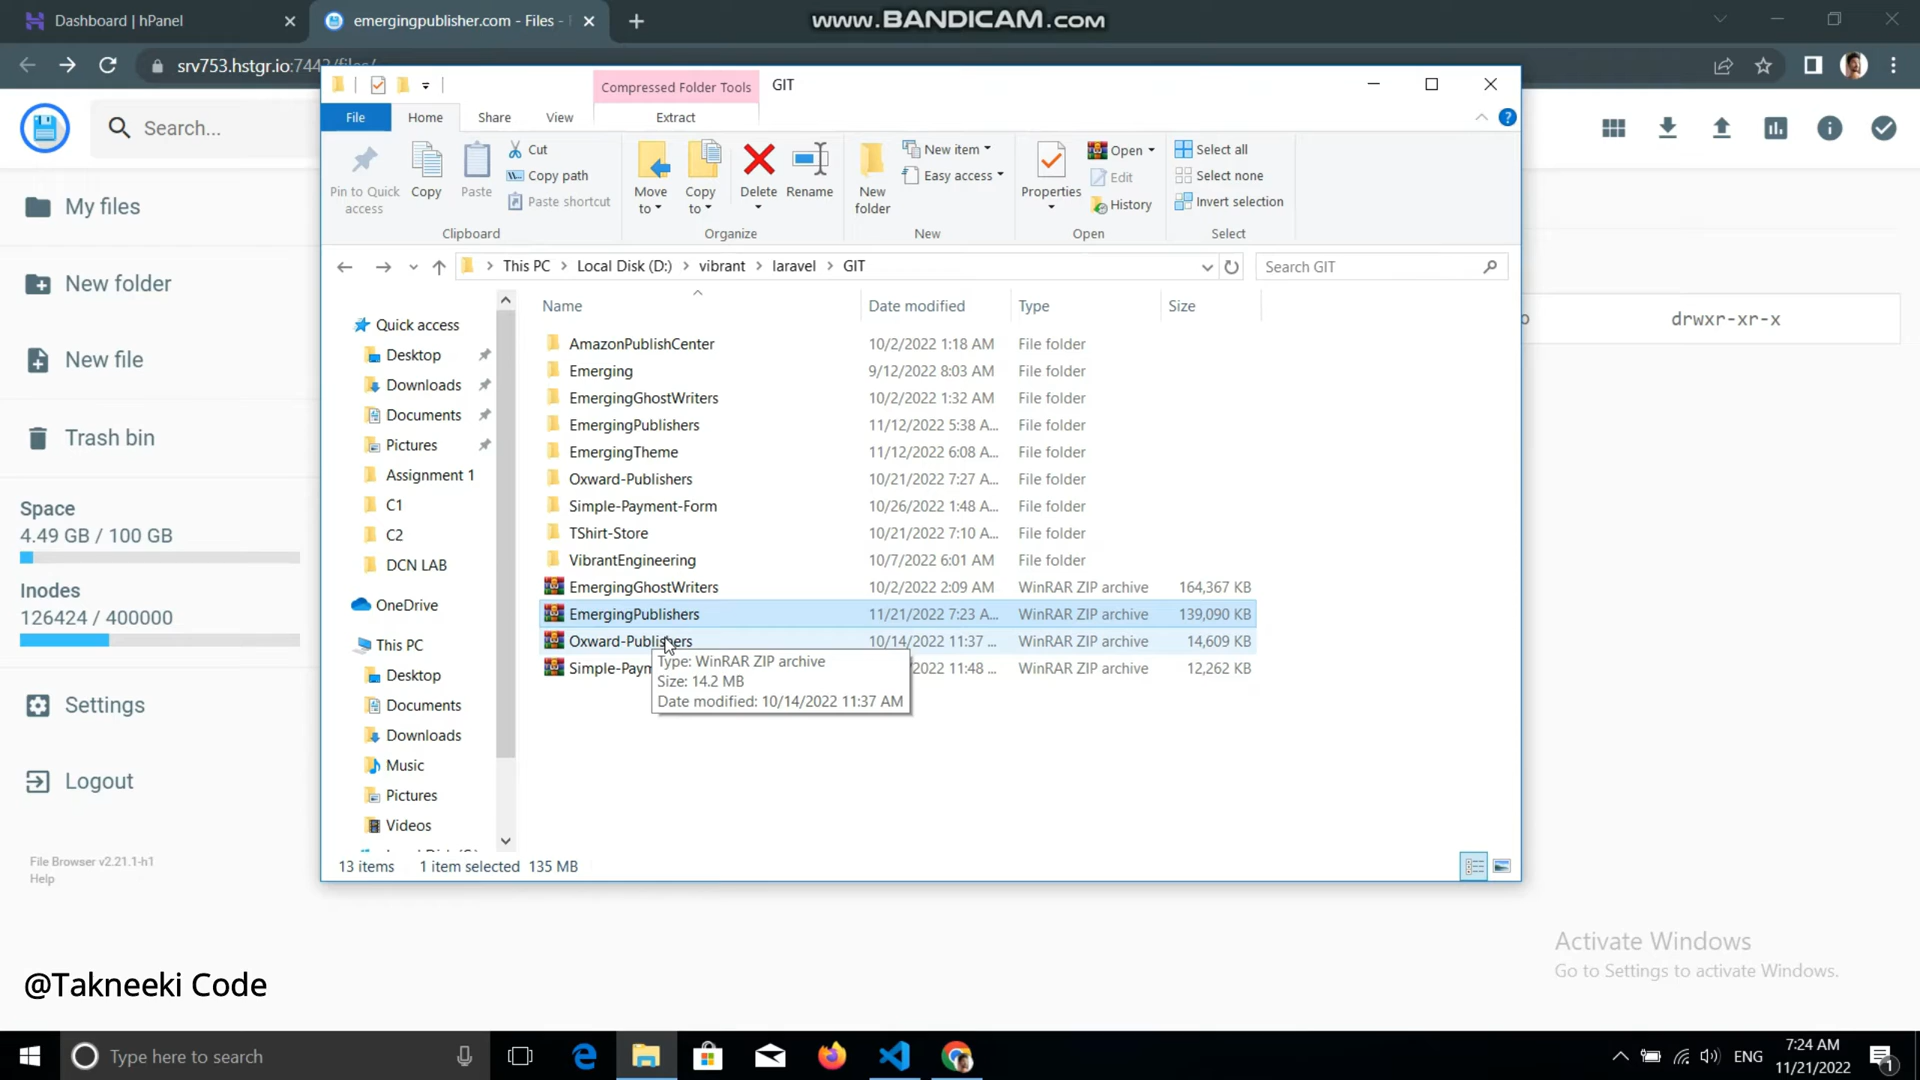 Dashboard | hPanel
emergingpublisher.com - Files -
www.BANDICAM.com
srv753.hstgr.io:7443/files/
Search...
My files
New folder
New file
Trash bin
Space
4.49 GB / 100 GB
Inodes
126424 / 400000
Settings
Logout
File Browser v2.21.1-h1
Help
Compressed Folder Tools
GIT
File
Home
Share
View
Extract
Pin to Quick access
Copy
Paste
Cut
Copy path
Paste shortcut
Clipboard
Move to
Copy to
Delete
Rename
Organize
New folder
New item
Easy access
New
Properties
Open
Edit
History
Open
Select all
Select none
Invert selection
Select
This PC
Local Disk (D:)
vibrant
laravel
GIT
Search GIT
Quick access
Desktop
Downloads
Documents
Pictures
Assignment 1
C1
C2
DCN LAB
OneDrive
This PC
Desktop
Documents
Downloads
Music
Pictures
Videos
Name Date modified Type Size
AmazonPublishCenter 10/2/2022 1:18 AM File folder
Emerging 9/12/2022 8:03 AM File folder
EmergingGhostWriters 10/2/2022 1:32 AM File folder
EmergingPublishers 11/12/2022 5:38 A... File folder
EmergingTheme 11/12/2022 6:08 A... File folder
Oxward-Publishers 10/21/2022 7:27 A... File folder
Simple-Payment-Form 10/26/2022 1:48 A... File folder
TShirt-Store 10/21/2022 7:10 A... File folder
VibrantEngineering 10/7/2022 6:01 AM File folder
EmergingGhostWriters 10/2/2022 2:09 AM WinRAR ZIP archive 164,367 KB
EmergingPublishers 11/21/2022 7:23 A... WinRAR ZIP archive 139,090 KB
Oxward-Publishers 10/14/2022 11:37 ... WinRAR ZIP archive 14,609 KB
Simple-Paym /2022 11:48 ... WinRAR ZIP archive 12,262 KB
Type: WinRAR ZIP archive
Size: 14.2 MB
Date modified: 10/14/2022 11:37 AM
13 items 1 item selected 135 MB
drwxr-xr-x
Activate Windows
Go to Settings to activate Windows.
@Takneeki Code
Type here to search
ENG
7:24 AM
11/21/2022
1